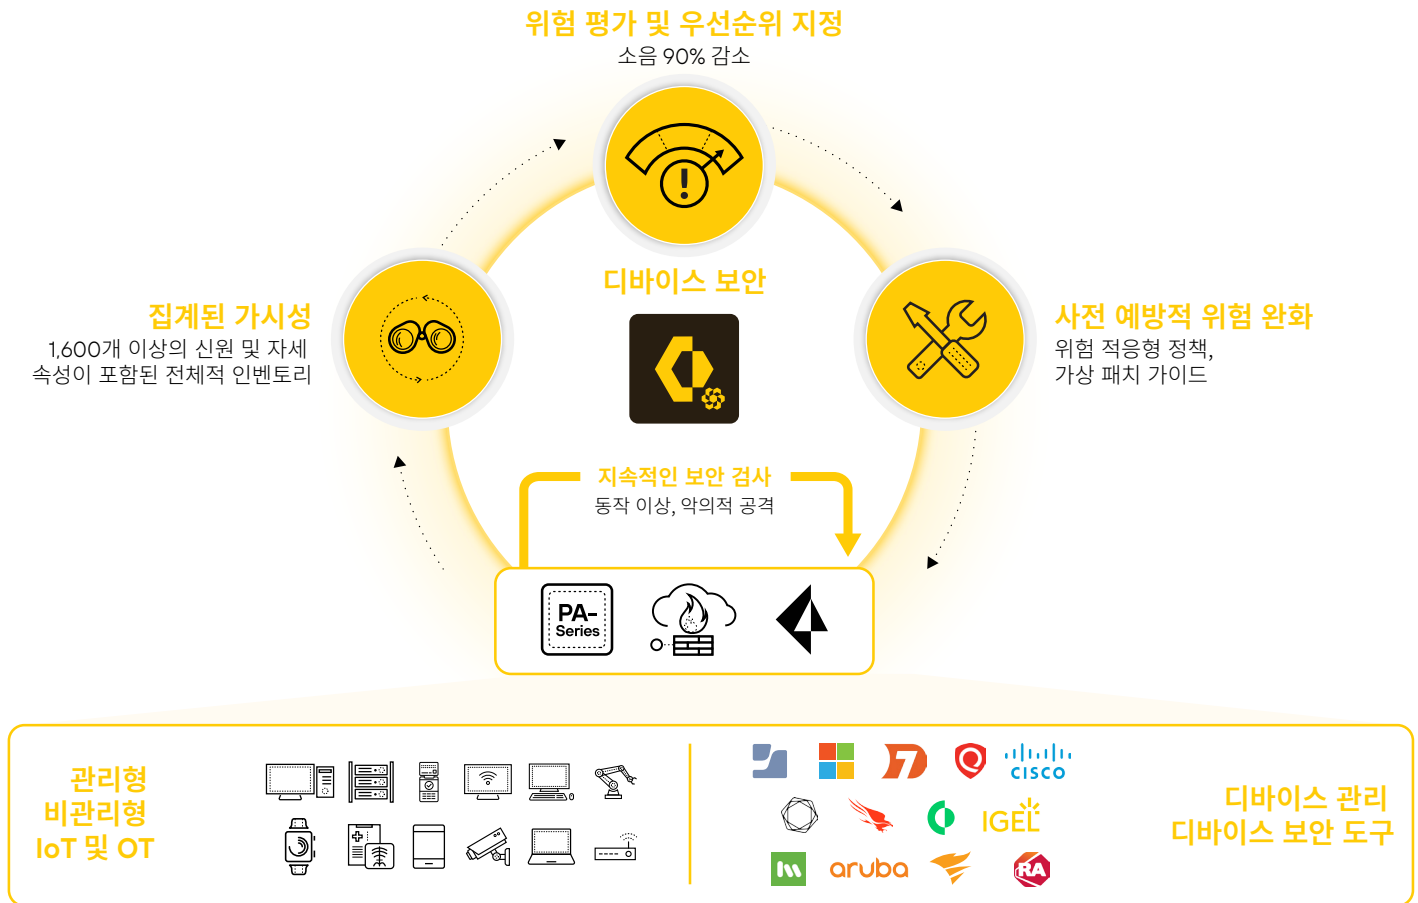 위험 평가 및 우선순위 지정
소음 90% 감소
디바이스 보안
집계된 가시성
1,600개 이상의 신원 및 자세
속성이 포함된 전체적 인벤토리
사전 예방적 위험 완화
위험 적응형 정책,
가상 패치 가이드
지속적인 보안 검사
동작 이상, 악의적 공격
PA-
Series
관리형
비관리형
IoT 및 OT
CISCO
IGEL
aruba
RA
디바이스 관리
디바이스 보안 도구